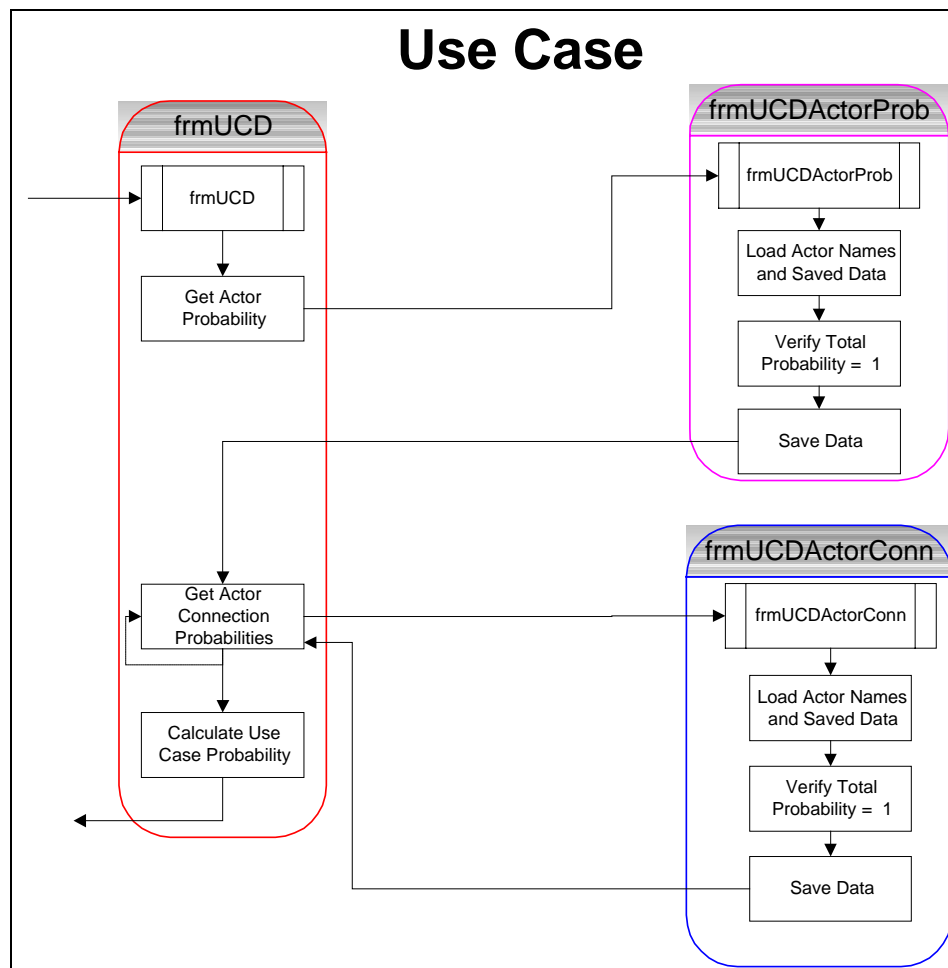 Use Case
frmUCD
frmUCD
Get Actor
Probability
Get Actor
Connection
Probabilities
Calculate Use
Case Probability
frmUCDActorProb
frmUCDActorProb
Load Actor Names
and Saved Data
Verify Total
Probability = 1
Save Data
frmUCDActorConn
frmUCDActorConn
Load Actor Names
and Saved Data
Verify Total
Probability = 1
Save Data